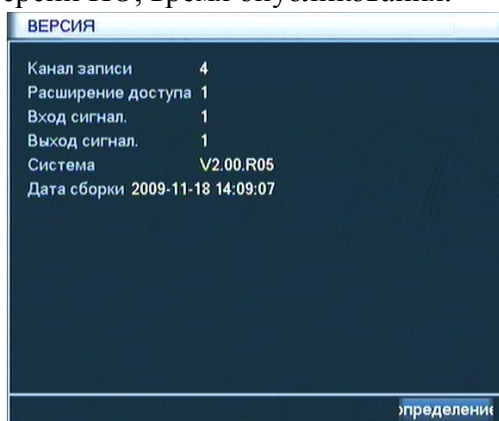 ВЕРСИЯ
Канал записи 4
Расширение доступа 1
Вход сигнал. 1
Выход сигнал. 1
Система V2.00.R05
Дата сборки 2009-11-18 14:09:07